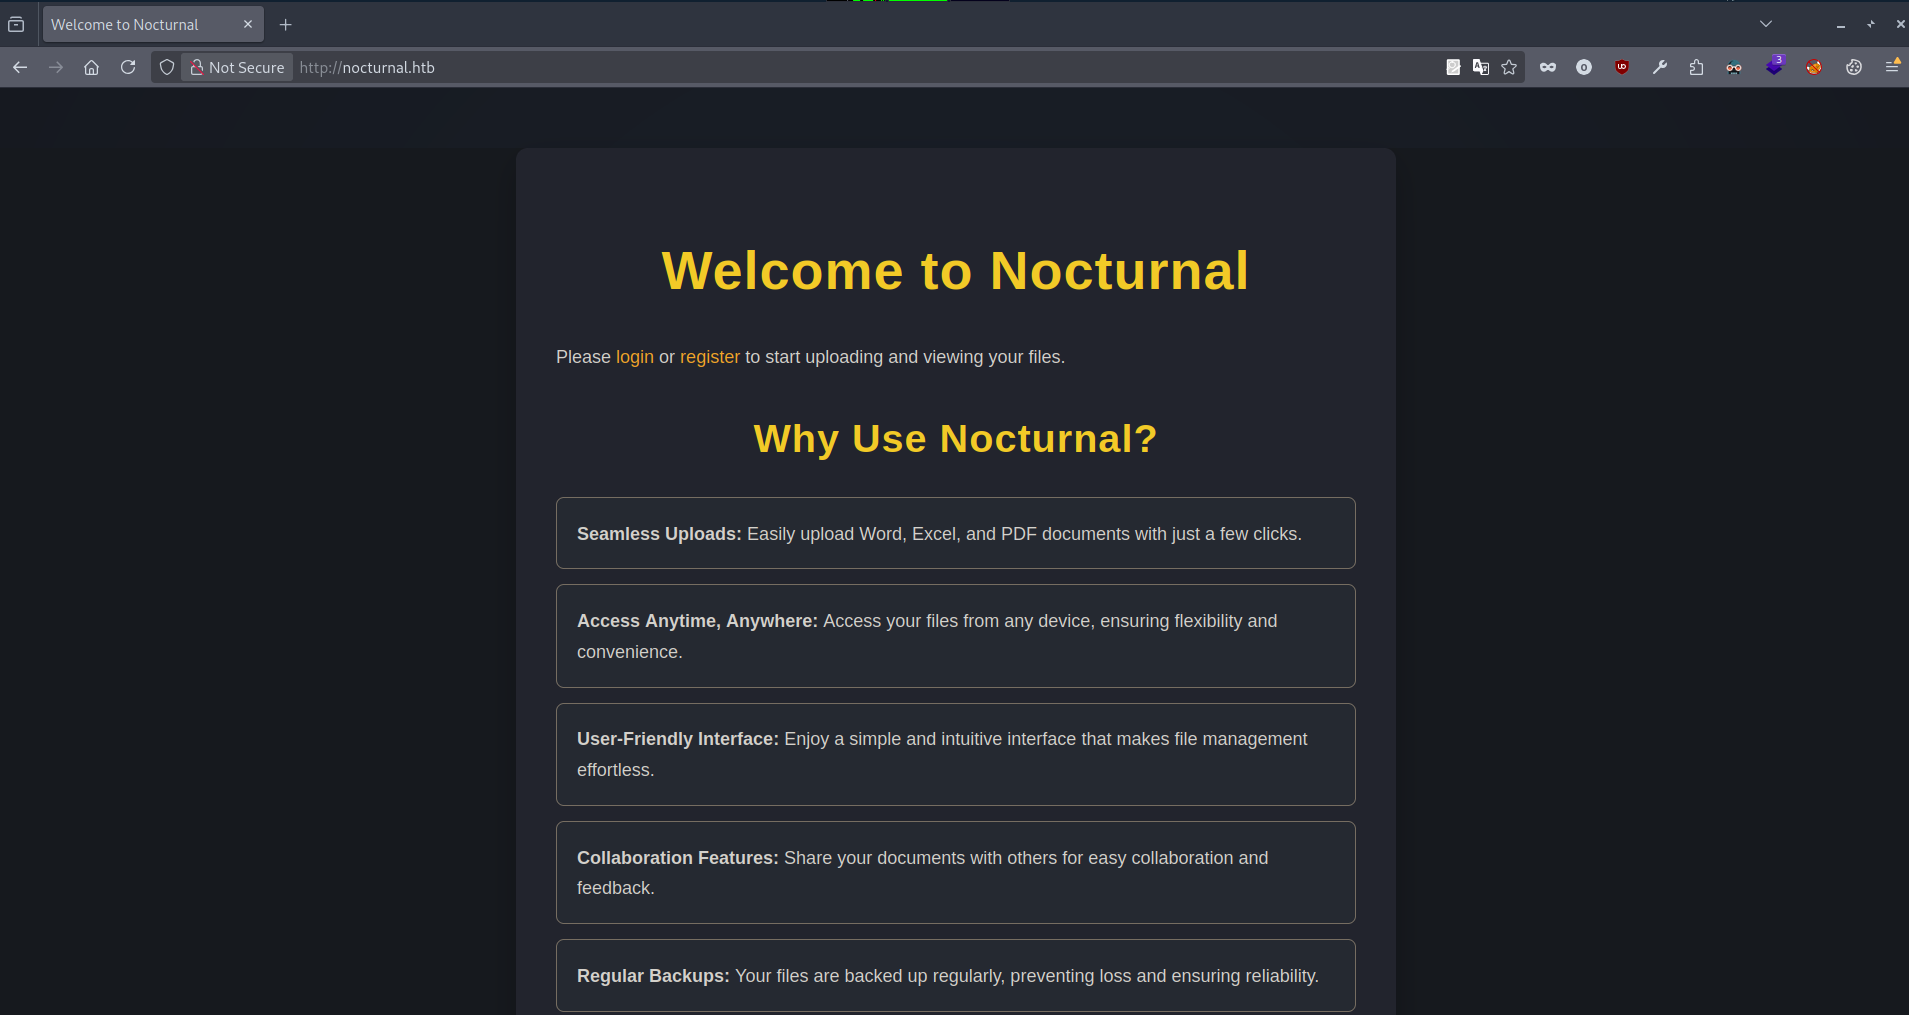 Welcome to Nocturnal
Not Secure http://nocturnal.htb
3
Welcome to Nocturnal
Please login or register to start uploading and viewing your files.
Why Use Nocturnal?
Seamless Uploads: Easily upload Word, Excel, and PDF documents with just a few clicks.
Access Anytime, Anywhere: Access your files from any device, ensuring flexibility and
convenience.
User-Friendly Interface: Enjoy a simple and intuitive interface that makes file management
effortless.
Collaboration Features: Share your documents with others for easy collaboration and
feedback.
Regular Backups: Your files are backed up regularly, preventing loss and ensuring reliability.